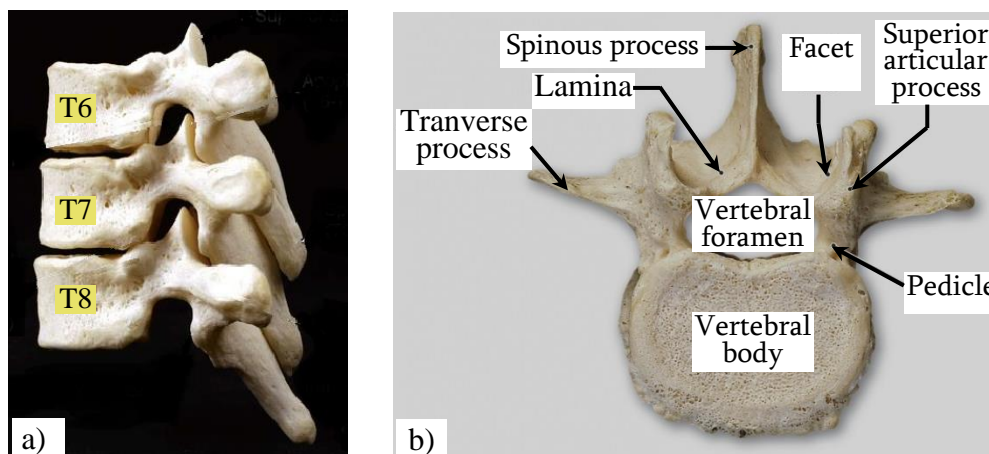 T6
T7
T8
a)
Spinous process
Facet
Superior
articular
process
Lamina
Tranverse
process
Vertebral
foramen
Pedicle
Vertebral
body
b)